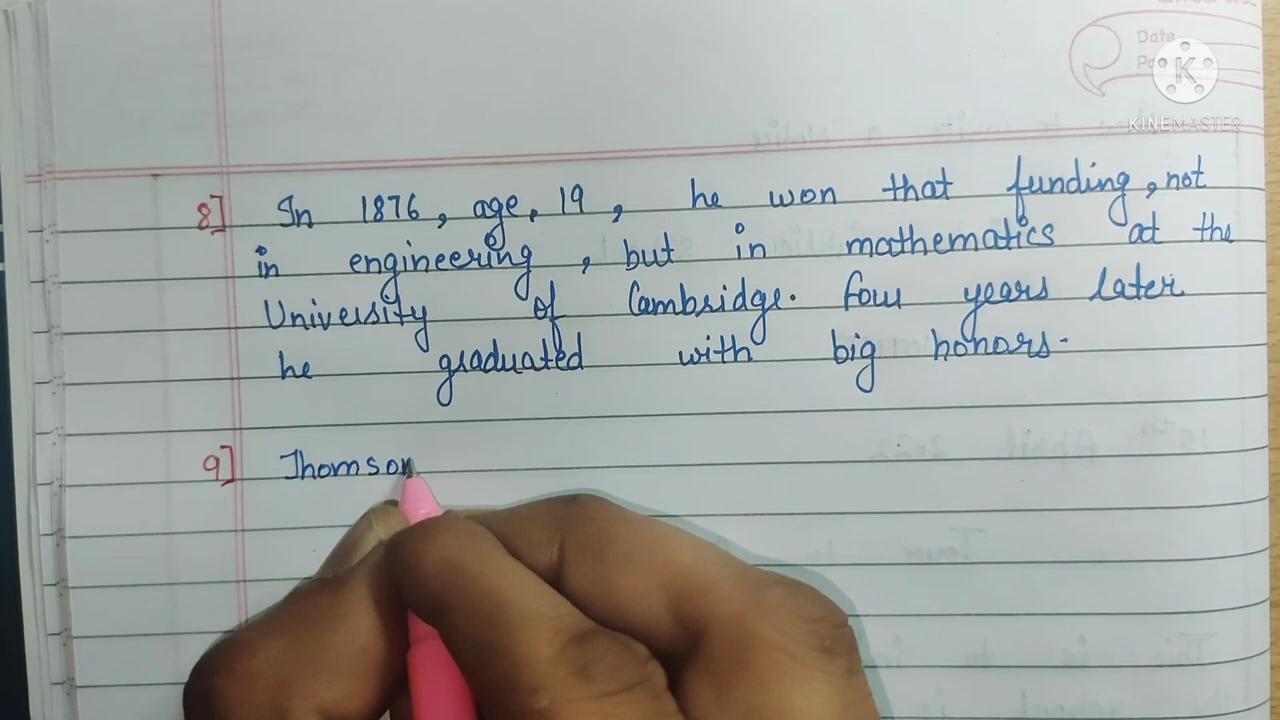 Date
KINEMASTER
8] In 1876, age, 19, he won that funding, not
in engineering, but in mathematics at the
University of Cambridge. Four years later
he graduated with big honors.
9] Thomson